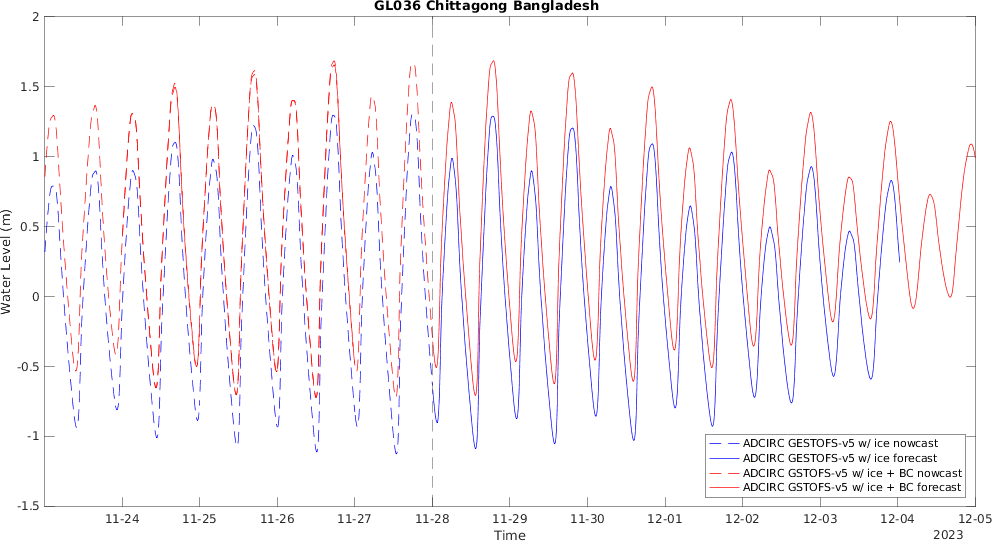 GL036 Chittagong Bangladesh
2
1.5
1
0.5
0
-0.5
-1
-1.5
Water Level (m)
ADCIRC GESTOFS-v5 w/ ice nowcast
ADCIRC GESTOFS-v5 w/ ice forecast
ADCIRC GSTOFS-v5 w/ ice + BC nowcast
ADCIRC GSTOFS-v5 w/ ice + BC forecast
11-24 11-25 11-26 11-27 11-28 11-29 11-30 12-01 12-02 12-03 12-04 12-05
Time
2023